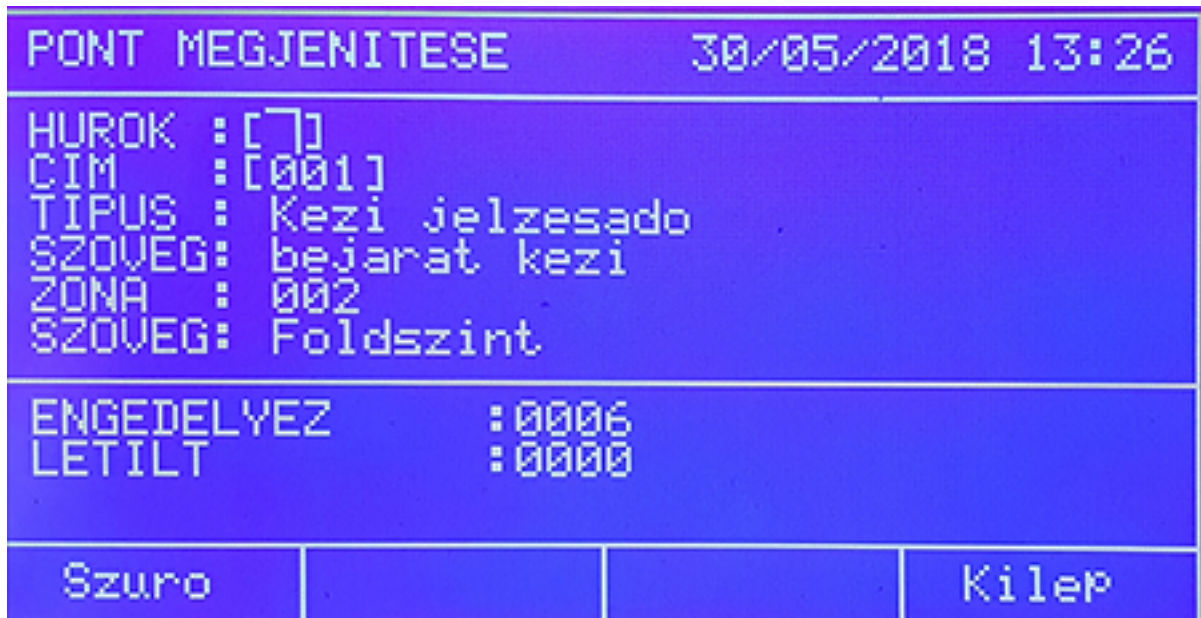 PONT MEGJENITESE 30/05/2018 13:26
HUROK :[ ]
CIM :[001]
TIPUS : Kezi jelzesado
SZOVEG: bejarat kezi
ZONA : 002
SZOVEG: Foldszint
ENGEDELYEZ :0006
LETILT :0000
Szuro Kilep